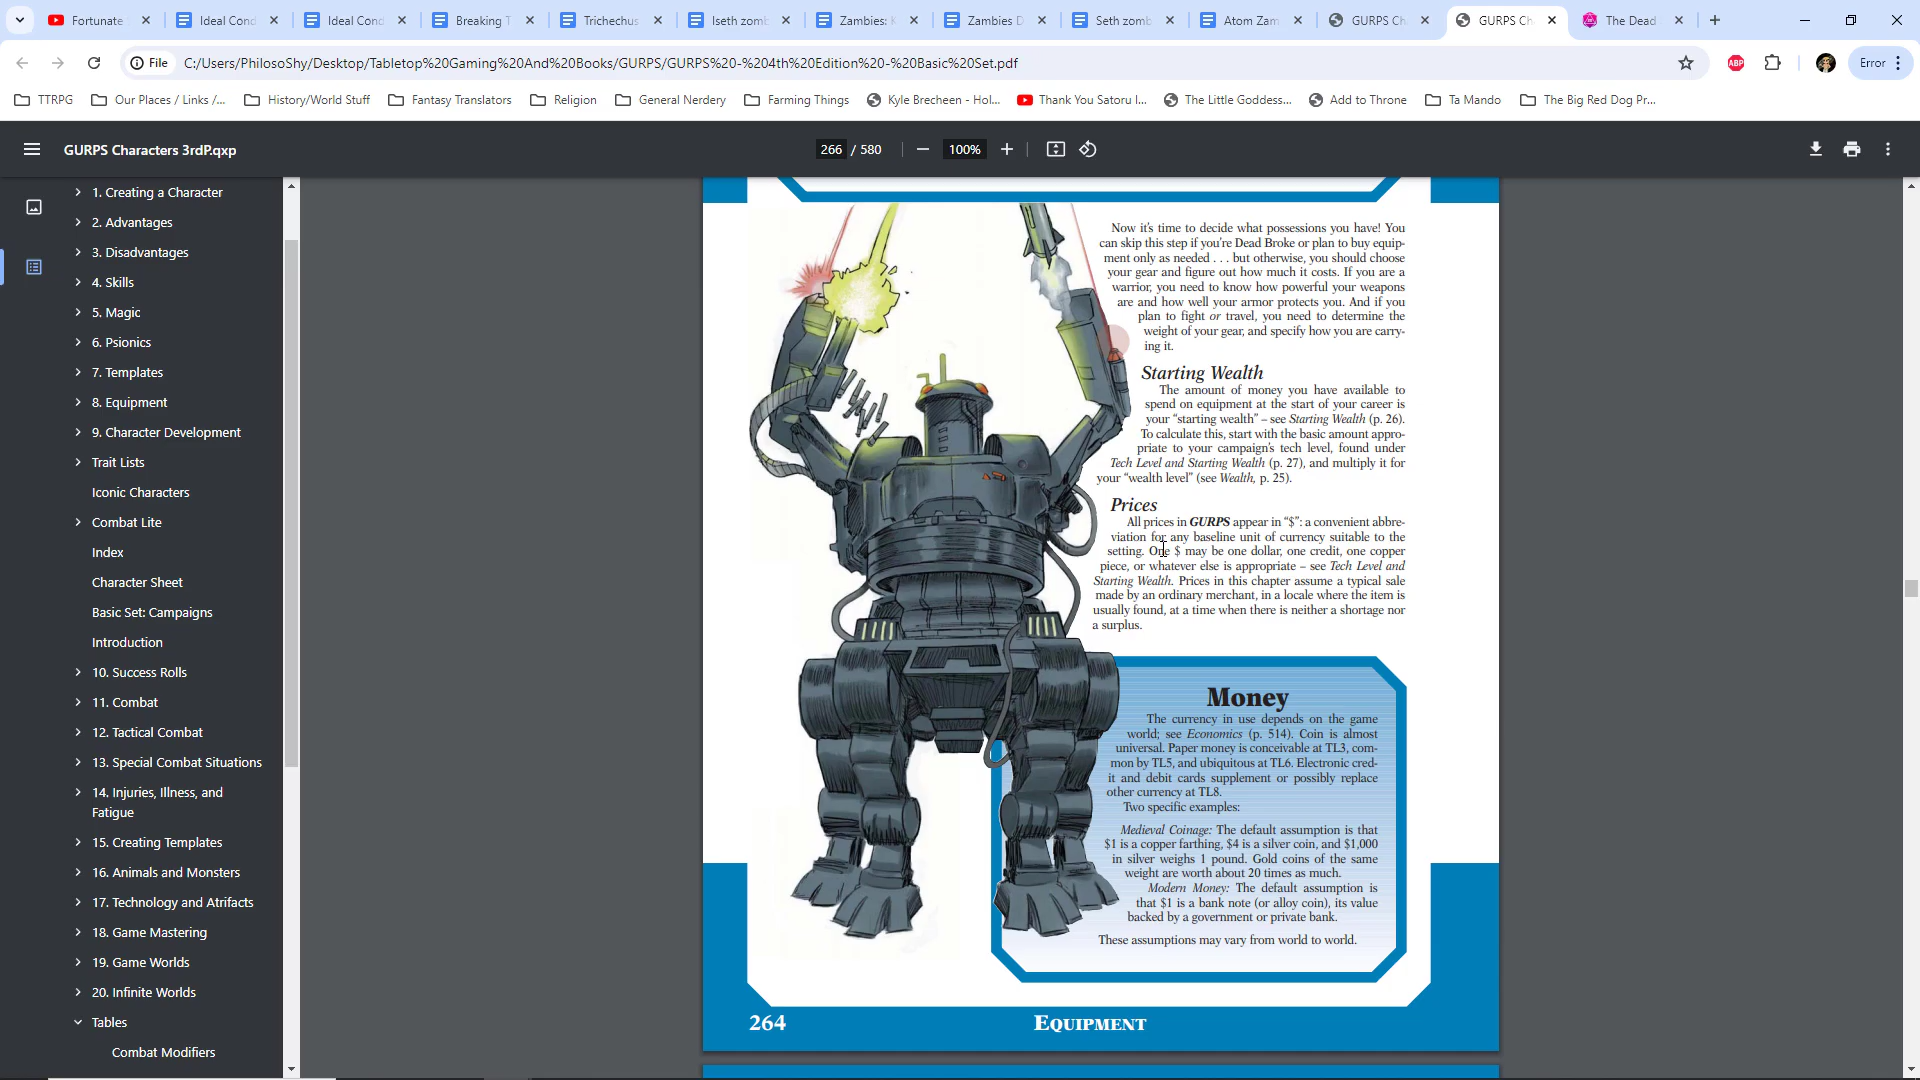 Fortunate
Ideal Cond
Ideal Cond
Breaking T
Trichechus
Iseth zomb
Zambies: K
Zambies D
Seth zomb
Atom Zam
GURPS Ch
GURPS Ch
The Dead
File
C:/Users/PhilosoShy/Desktop/Tabletop%20Gaming%20And%20Books/GURPS/GURPS%20-%204th%20Edition%20-%20Basic%20Set.pdf
ABP
Error
TTRPG
Our Places / Links /...
History/World Stuff
Fantasy Translators
Religion
General Nerdery
Farming Things
Kyle Brecheen - Hol...
Thank You Satoru I...
The Little Goddess...
Add to Throne
Ta Mando
The Big Red Dog Pr...
GURPS Characters 3rdP.qxp
266 / 580
100%
1. Creating a Character
2. Advantages
3. Disadvantages
4. Skills
5. Magic
6. Psionics
7. Templates
8. Equipment
9. Character Development
Trait Lists
Iconic Characters
Combat Lite
Index
Character Sheet
Basic Set: Campaigns
Introduction
10. Success Rolls
11. Combat
12. Tactical Combat
13. Special Combat Situations
14. Injuries, Illness, and
Fatigue
15. Creating Templates
16. Animals and Monsters
17. Technology and Atrifacts
18. Game Mastering
19. Game Worlds
20. Infinite Worlds
Tables
Combat Modifiers
Now it's time to decide what possessions you have! You
can skip this step if you're Dead Broke or plan to buy equip-
ment only as needed . . . but otherwise, you should choose
your gear and figure out how much it costs. If you are a
warrior, you need to know how powerful your weapons
are and how well your armor protects you. And if you
plan to fight or travel, you need to determine the
weight of your gear, and specify how you are carry-
ing it.
Starting Wealth
The amount of money you have available to
spend on equipment at the start of your career is
your “starting wealth” – see Starting Wealth (p. 26).
To calculate this, start with the basic amount appro-
priate to your campaign's tech level, found under
Tech Level and Starting Wealth (p. 27), and multiply it for
your “wealth level” (see Wealth, p. 25).
Prices
All prices in GURPS appear in “$”: a convenient abbre-
viation for any baseline unit of currency suitable to the
setting. One $ may be one dollar, one credit, one copper
piece, or whatever else is appropriate – see Tech Level and
Starting Wealth. Prices in this chapter assume a typical sale
made by an ordinary merchant, in a locale where the item is
usually found, at a time when there is neither a shortage nor
a surplus.
Money
The currency in use depends on the game
world; see Economics (p. 514). Coin is almost
universal. Paper money is conceivable at TL3, com-
mon by TL5, and ubiquitous at TL6. Electronic cred-
it and debit cards supplement or possibly replace
other currency at TL8.
Two specific examples:
Medieval Coinage: The default assumption is that
$1 is a copper farthing, $4 is a silver coin, and $1,000
in silver weighs 1 pound. Gold coins of the same
weight are worth about 20 times as much.
Modern Money: The default assumption is
that $1 is a bank note (or alloy coin), its value
backed by a government or private bank.
These assumptions may vary from world to world.
264
EQUIPMENT